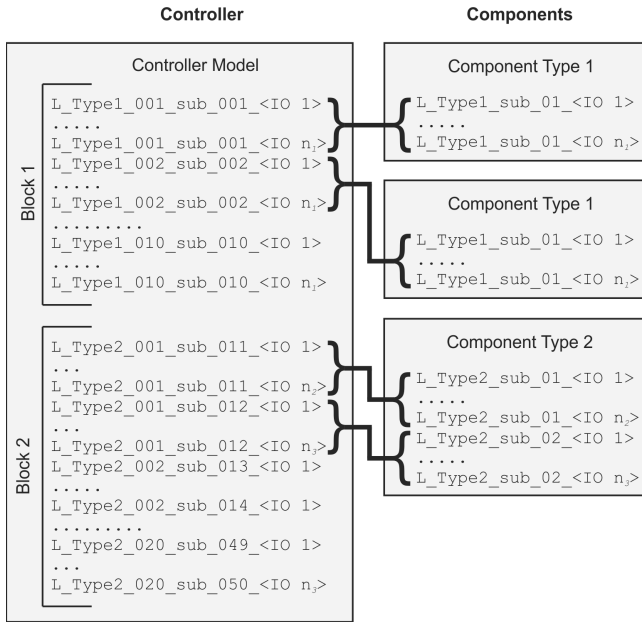 Controller
Components
Controller Model
Block 1
L_Type1_001_sub_001_<IO 1>
.....
L_Type1_001_sub_001_<IO n₁>
L_Type1_002_sub_002_<IO 1>
.....
L_Type1_002_sub_002_<IO n₁>
.........
L_Type1_010_sub_010_<IO 1>
.....
L_Type1_010_sub_010_<IO n₁>
Block 2
L_Type2_001_sub_011_<IO 1>
...
L_Type2_001_sub_011_<IO n₂>
L_Type2_001_sub_012_<IO 1>
...
L_Type2_001_sub_012_<IO n₃>
L_Type2_002_sub_013_<IO 1>
.....
L_Type2_002_sub_014_<IO 1>
.........
L_Type2_020_sub_049_<IO 1>
...
L_Type2_020_sub_050_<IO n₃>
Component Type 1
L_Type1_sub_01_<IO 1>
.....
L_Type1_sub_01_<IO n₁>
Component Type 1
L_Type1_sub_01_<IO 1>
.....
L_Type1_sub_01_<IO n₁>
Component Type 2
L_Type2_sub_01_<IO 1>
.....
L_Type2_sub_01_<IO n₂>
L_Type2_sub_02_<IO 1>
.....
L_Type2_sub_02_<IO n₃>